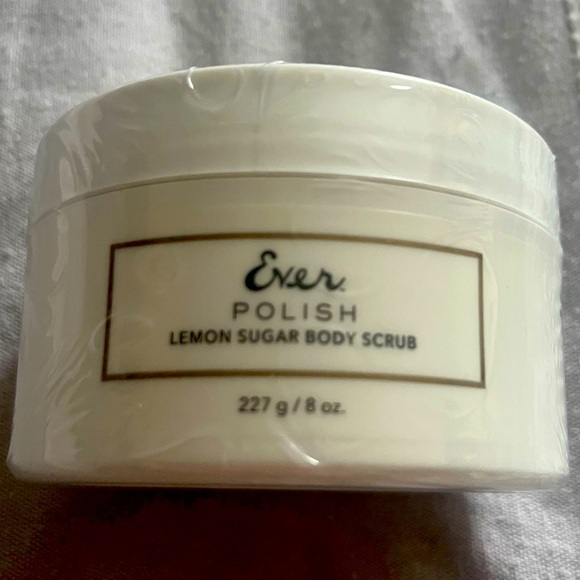 Ever.
POLISH
LEMON SUGAR BODY SCRUB
227 g / 8 oz.